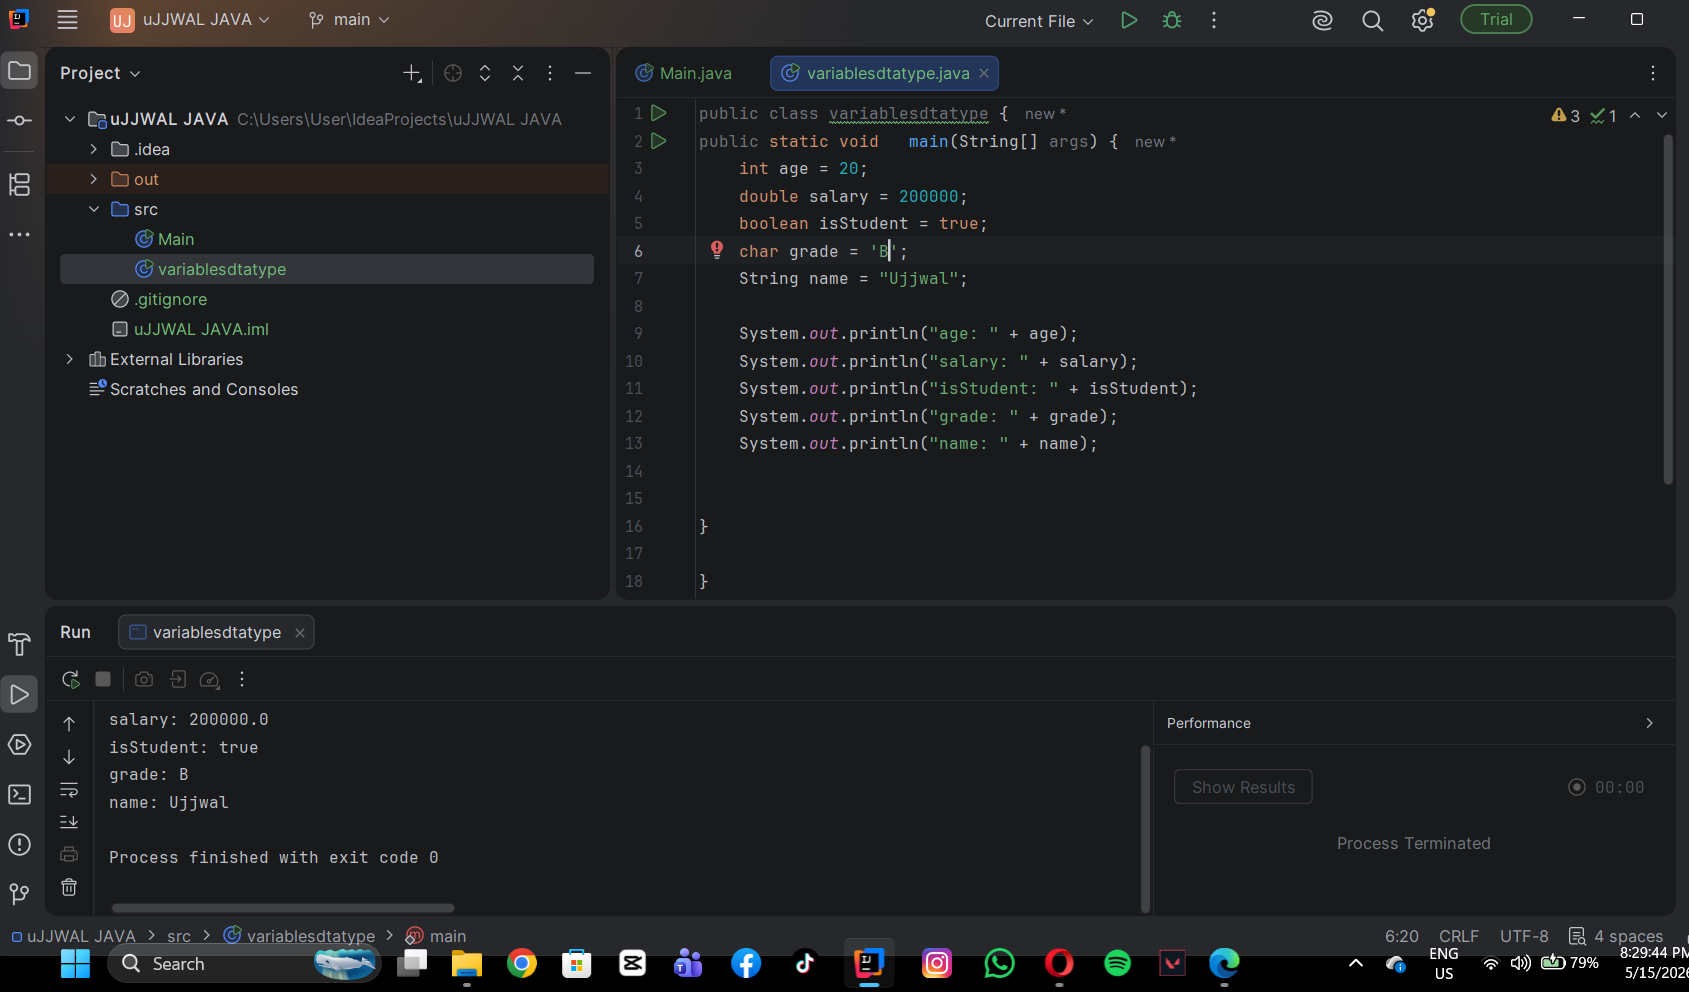 UJ uJJWAL JAVA main Current File Trial
Project
Main.java variablesdtatype.java
uJJWAL JAVA C:\Users\User\IdeaProjects\uJJWAL JAVA
.idea
out
src
Main
variablesdtatype
.gitignore
uJJWAL JAVA.iml
External Libraries
Scratches and Consoles
1 public class variablesdtatype { new *
3 1
2 public static void main(String[] args) { new *
3 int age = 20;
4 double salary = 200000;
5 boolean isStudent = true;
6 char grade = 'B';
7 String name = "Ujjwal";
8
9 System.out.println("age: " + age);
10 System.out.println("salary: " + salary);
11 System.out.println("isStudent: " + isStudent);
12 System.out.println("grade: " + grade);
13 System.out.println("name: " + name);
14
15
16 }
17
18 }
Run variablesdtatype
salary: 200000.0
isStudent: true
grade: B
name: Ujjwal
Process finished with exit code 0
Performance
Show Results 00:00
Process Terminated
uJJWAL JAVA > src > variablesdtatype > main
6:20 CRLF UTF-8 4 spaces
Search
ENG
US
79%
8:29:44 PM
5/15/202